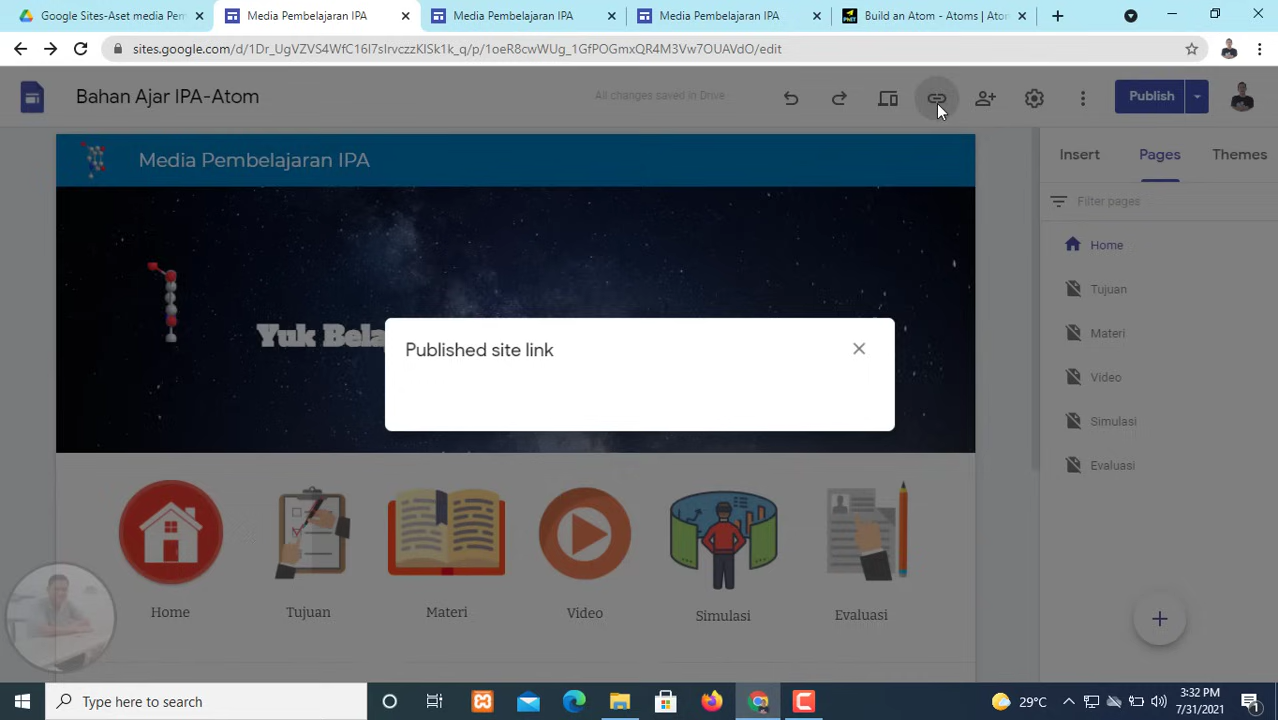 Google Sites-Aset media Pem
Media Pembelajaran IPA
Media Pembelajaran IPA
Media Pembelajaran IPA
Build an Atom - Atoms | Atom
sites.google.com/d/1Dr_UgVZVS4WfC16I7slrvczzKISk1k_q/p/1oeR8cwWUg_1GfPOGmxQR4M3Vw7OUAVdO/edit
Bahan Ajar IPA-Atom
All changes saved in Drive
Publish
Media Pembelajaran IPA
Insert
Pages
Themes
Filter pages
Yuk Bela
Published site link
Home
Tujuan
Materi
Video
Simulasi
Evaluasi
Home
Tujuan
Materi
Video
Simulasi
Evaluasi
Type here to search
29°C
3:32 PM
7/31/2021
1